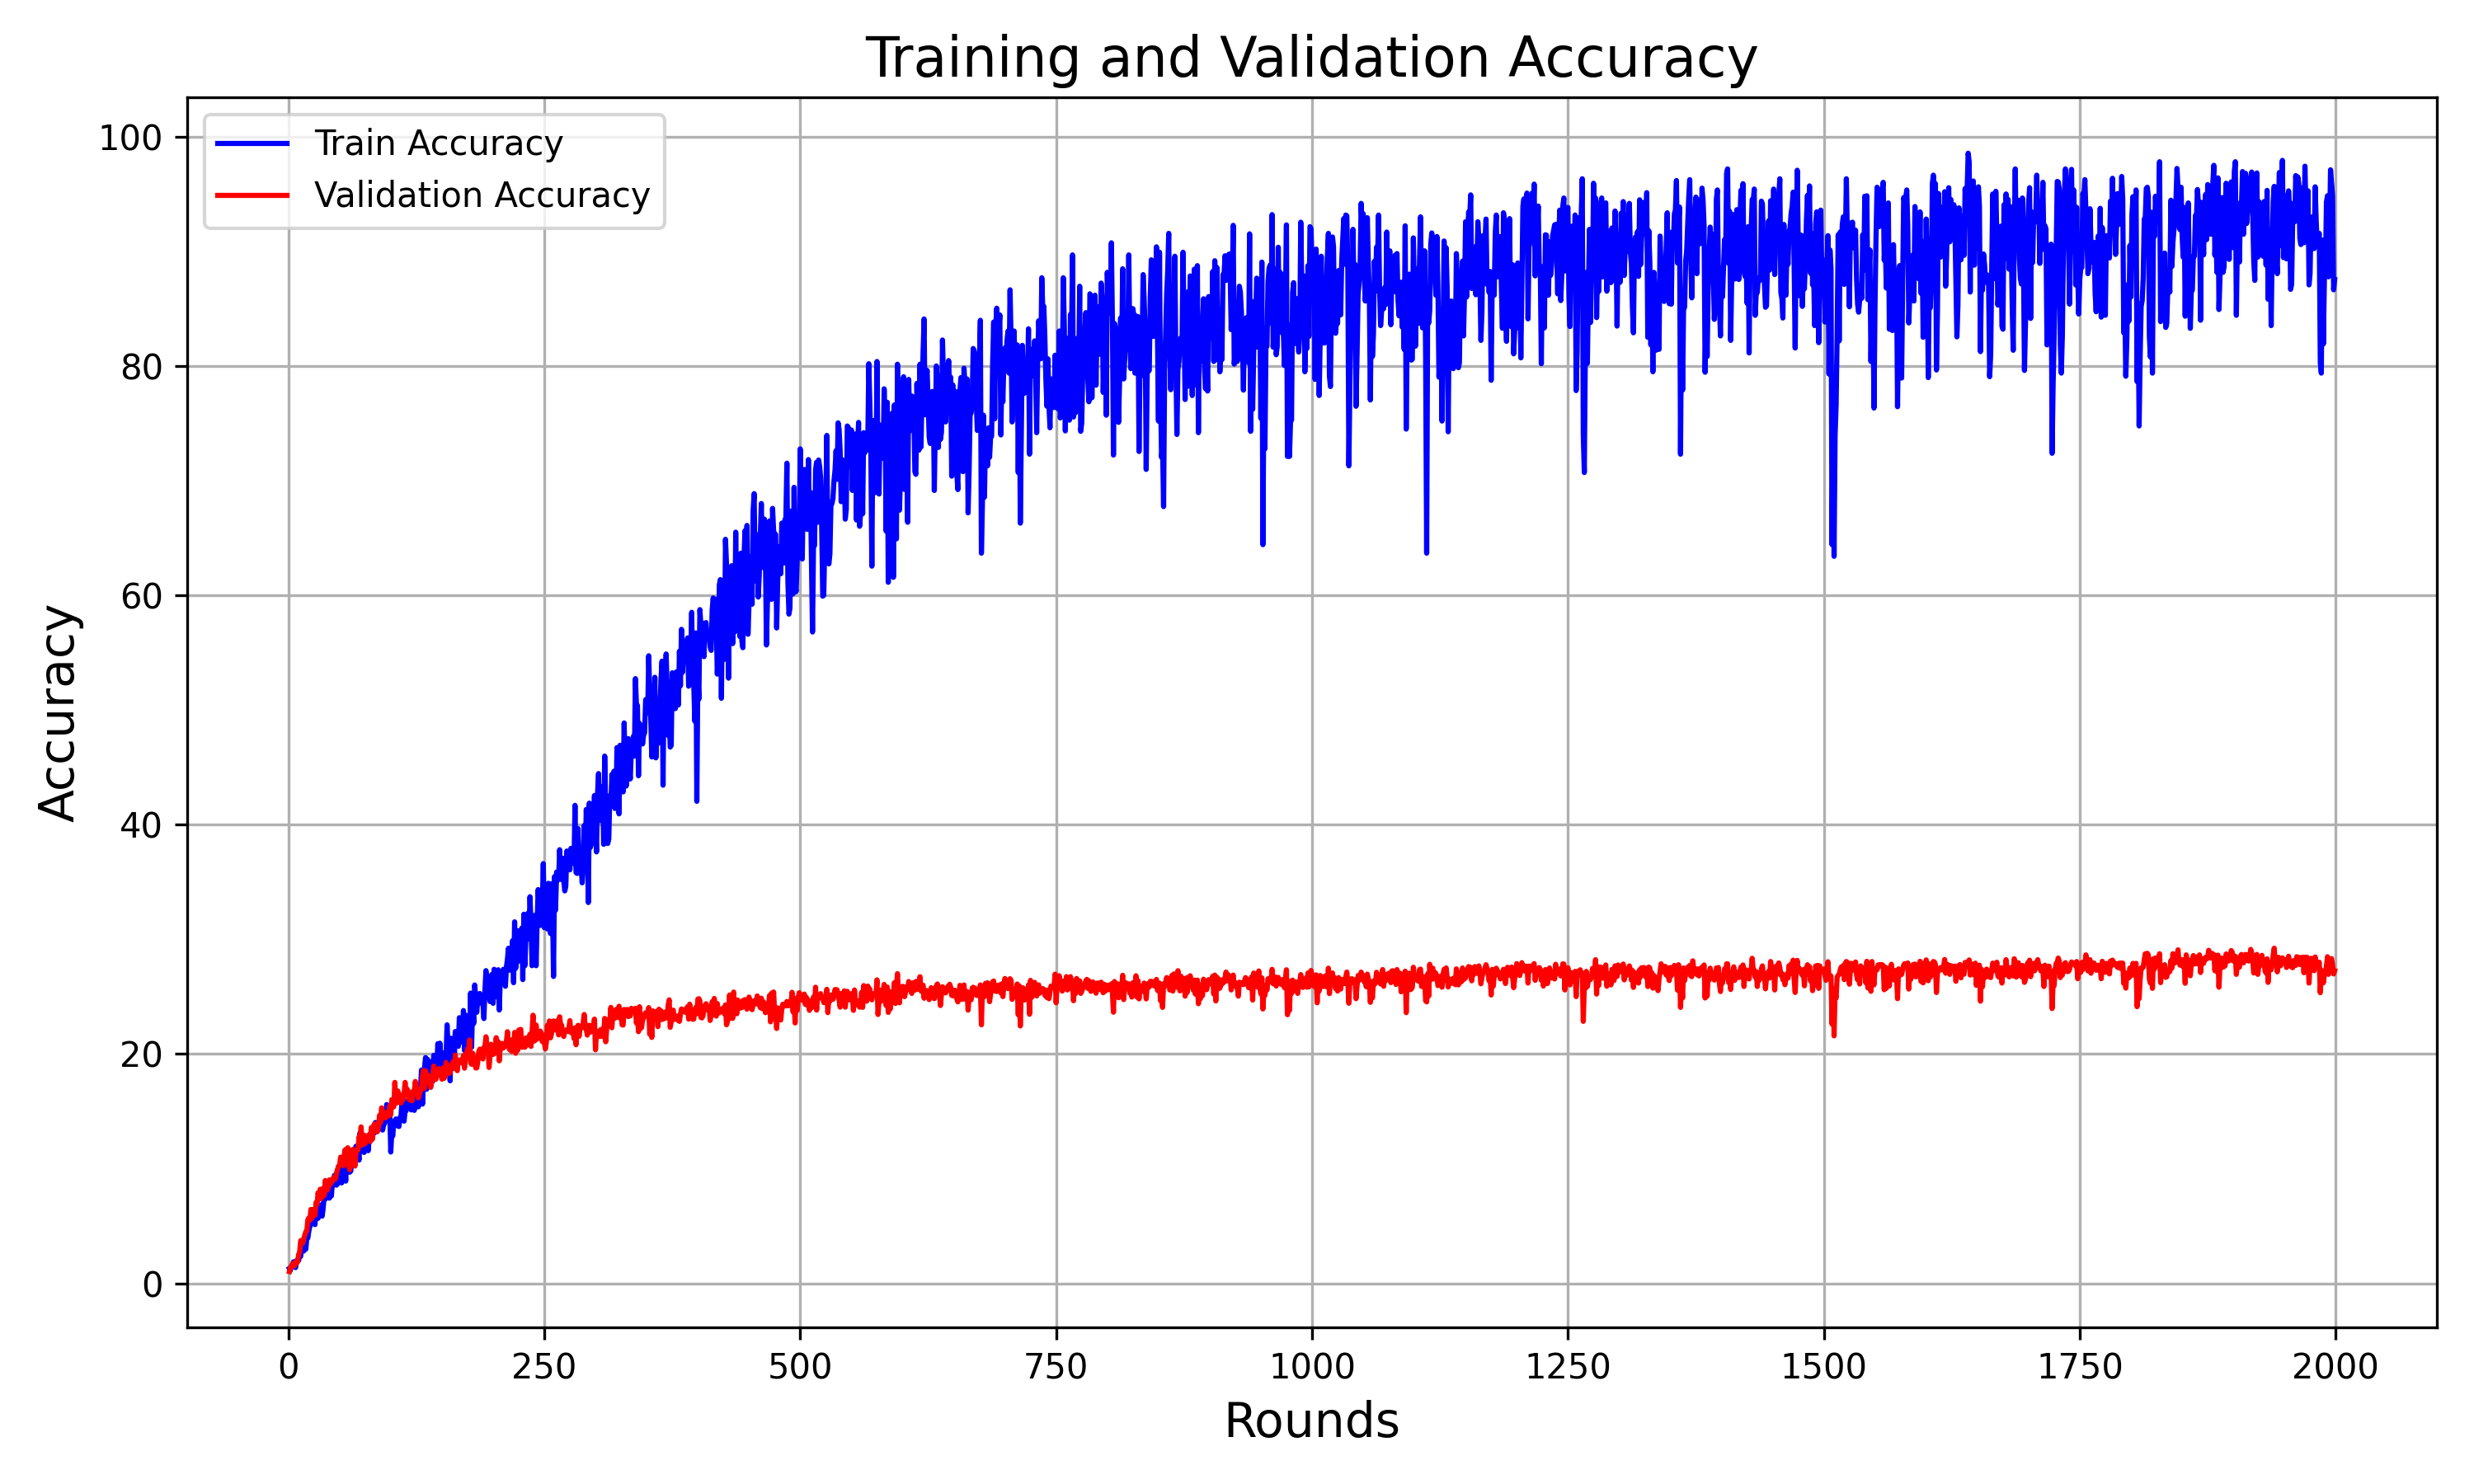 Training and Validation Accuracy
Train Accuracy
Validation Accuracy
Accuracy
100
80
60
40
20
0
0 250 500 750 1000 1250 1500 1750 2000
Rounds